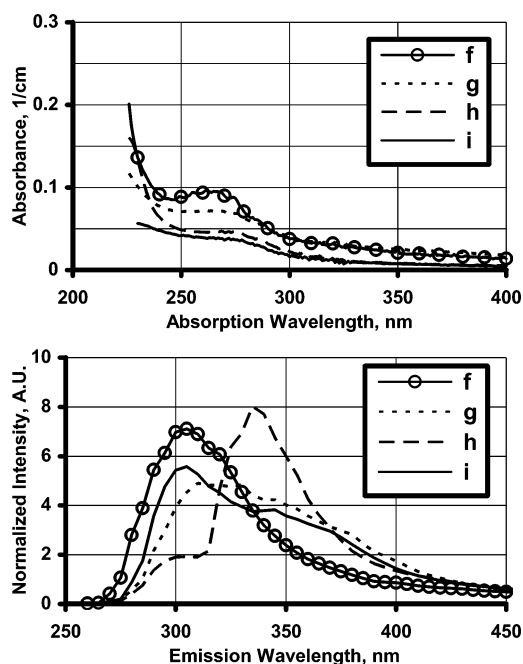 0.3
0.2
0.1
0
Absorbance, 1/cm
f
g
h
i
200 250 300 350 400
Absorption Wavelength, nm
10
8
6
4
2
0
Normalized Intensity, A.U.
f
g
h
i
250 300 350 400 450
Emission Wavelength, nm